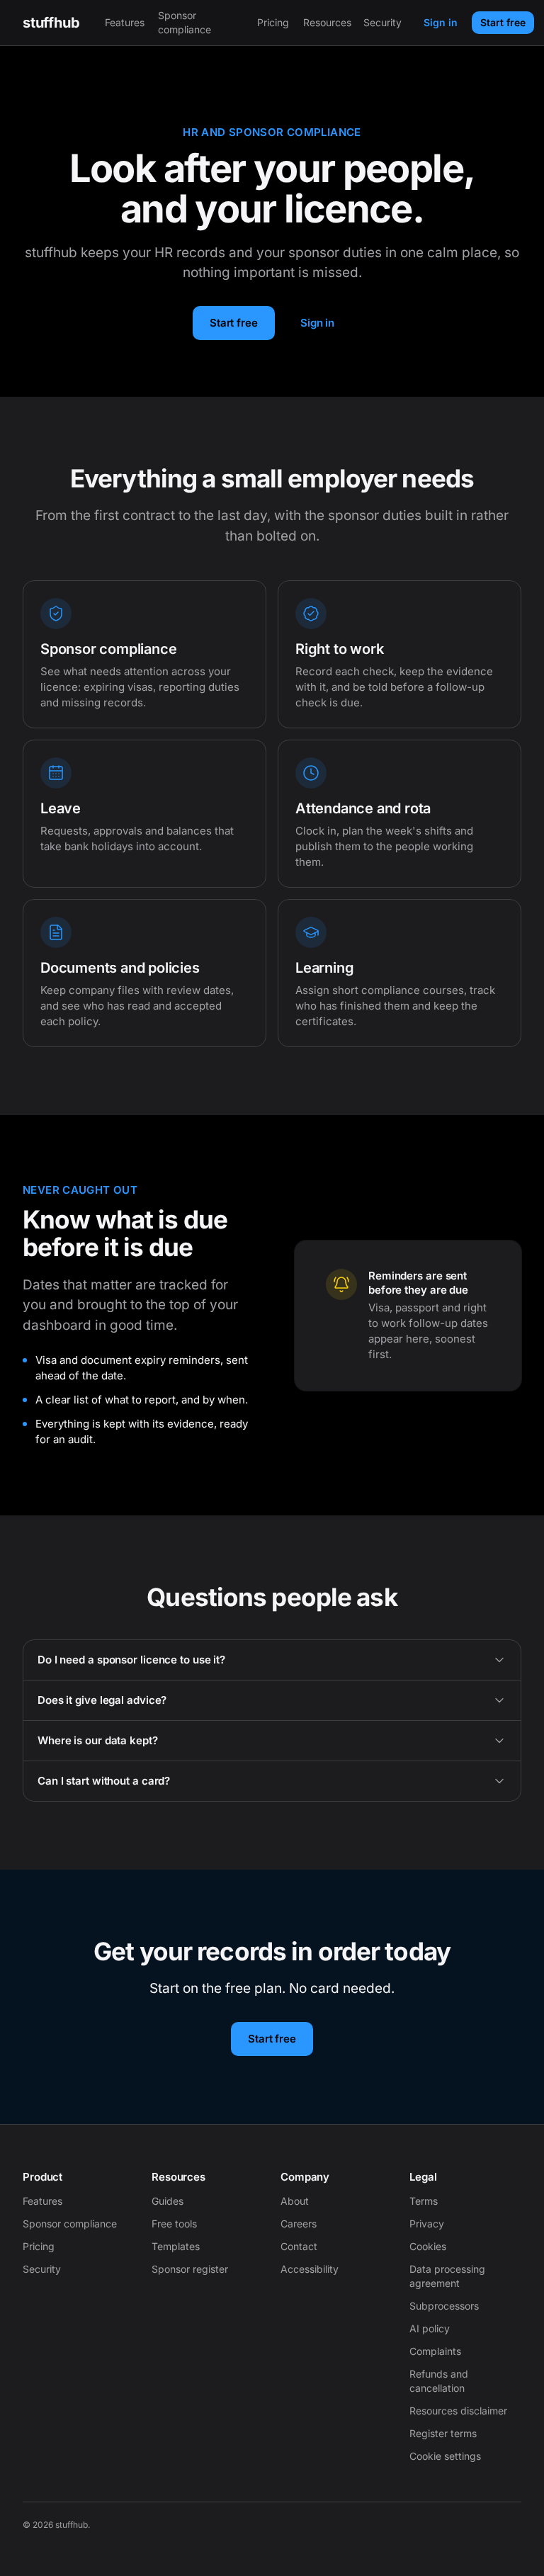 stuffhub
Features
Sponsor
compliance
Pricing
Resources
Security
Sign in
Start free
HR AND SPONSOR COMPLIANCE
Look after your people,
and your licence.
stuffhub keeps your HR records and your sponsor duties in one calm place, so
nothing important is missed.
Start free
Sign in
Everything a small employer needs
From the first contract to the last day, with the sponsor duties built in rather
than bolted on.
Sponsor compliance
See what needs attention across your
licence: expiring visas, reporting duties
and missing records.
Right to work
Record each check, keep the evidence
with it, and be told before a follow-up
check is due.
Leave
Requests, approvals and balances that
take bank holidays into account.
Attendance and rota
Clock in, plan the week's shifts and
publish them to the people working
them.
Documents and policies
Keep company files with review dates,
and see who has read and accepted
each policy.
Learning
Assign short compliance courses, track
who has finished them and keep the
certificates.
NEVER CAUGHT OUT
Know what is due
before it is due
Dates that matter are tracked for
you and brought to the top of your
dashboard in good time.
Visa and document expiry reminders, sent
ahead of the date.
A clear list of what to report, and by when.
Everything is kept with its evidence, ready
for an audit.
Reminders are sent
before they are due
Visa, passport and right
to work follow-up dates
appear here, soonest
first.
Questions people ask
Do I need a sponsor licence to use it?
Does it give legal advice?
Where is our data kept?
Can I start without a card?
Get your records in order today
Start on the free plan. No card needed.
Start free
Product
Features
Sponsor compliance
Pricing
Security
Resources
Guides
Free tools
Templates
Sponsor register
Company
About
Careers
Contact
Accessibility
Legal
Terms
Privacy
Cookies
Data processing
agreement
Subprocessors
AI policy
Complaints
Refunds and
cancellation
Resources disclaimer
Register terms
Cookie settings
© 2026 stuffhub.